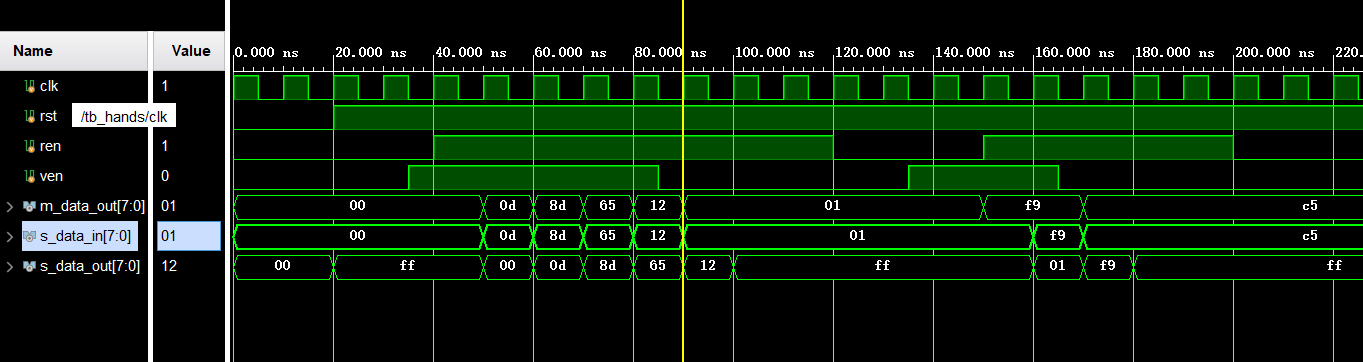 Name Value
0.000 ns 20.000 ns 40.000 ns 60.000 ns 80.000 ns 100.000 ns 120.000 ns 140.000 ns 160.000 ns 180.000 ns 200.000 ns 220.
clk 1
rst /tb_hands/clk
ren 1
ven 0
m_data_out[7:0] 01 00 0d 8d 65 12 01 f9 c5
s_data_in[7:0] 01 00 0d 8d 65 12 01 f9 c5
s_data_out[7:0] 12 00 ff 00 0d 8d 65 12 ff 01 f9 ff